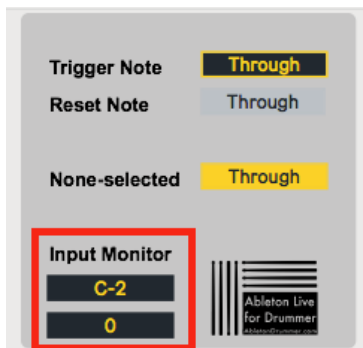 Trigger Note Through
Reset Note Through
None-selected Through
Input Monitor
C-2
0
Ableton Live
for Drummer
AbletonDrummer.com